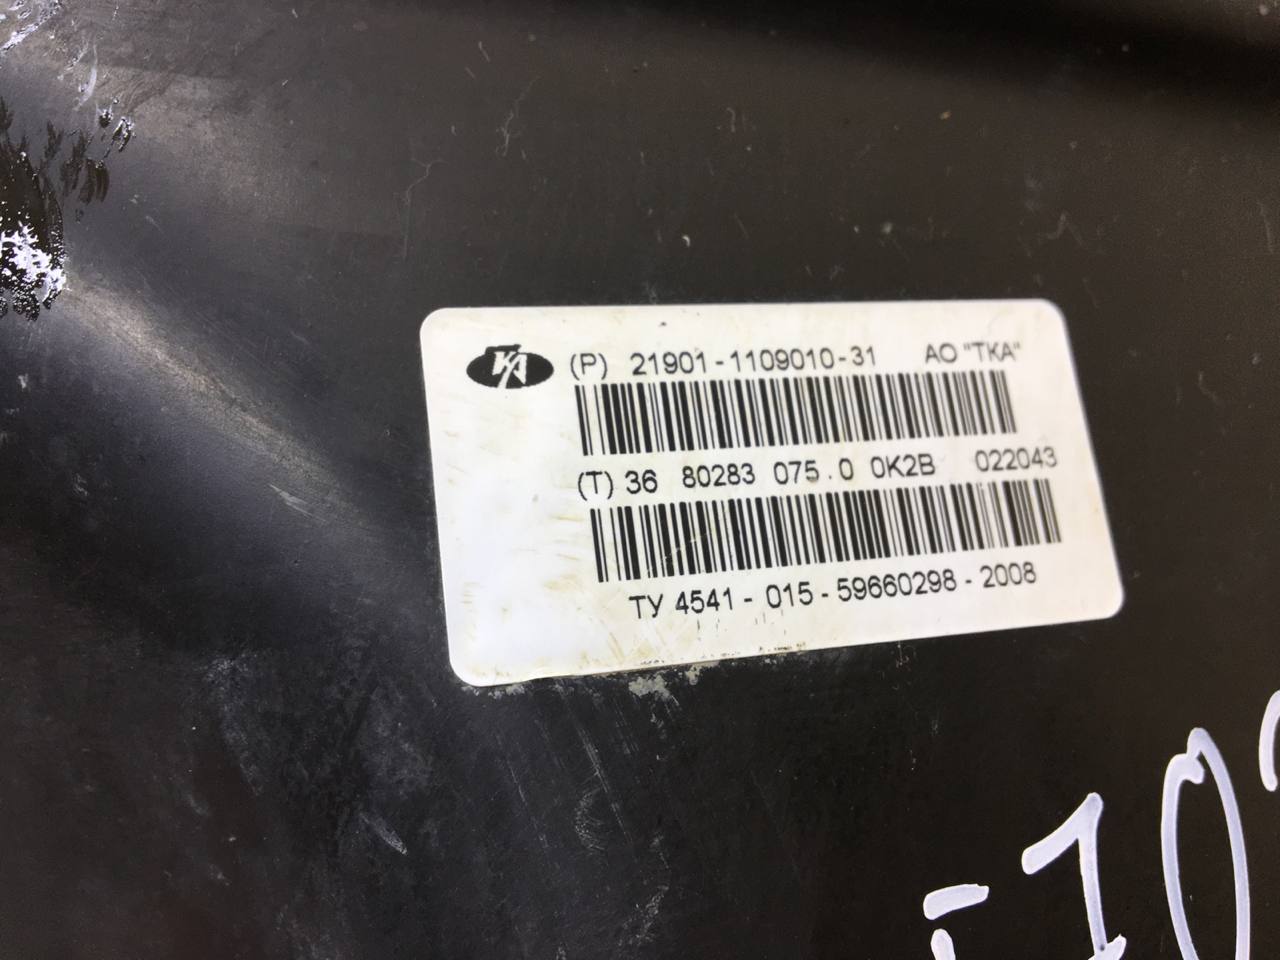 (P) 21901-1109010-31 АО "ТКА"
(T) 36 80283 075.0 0K2B 022043
ТУ 4541-015-59660298-2008